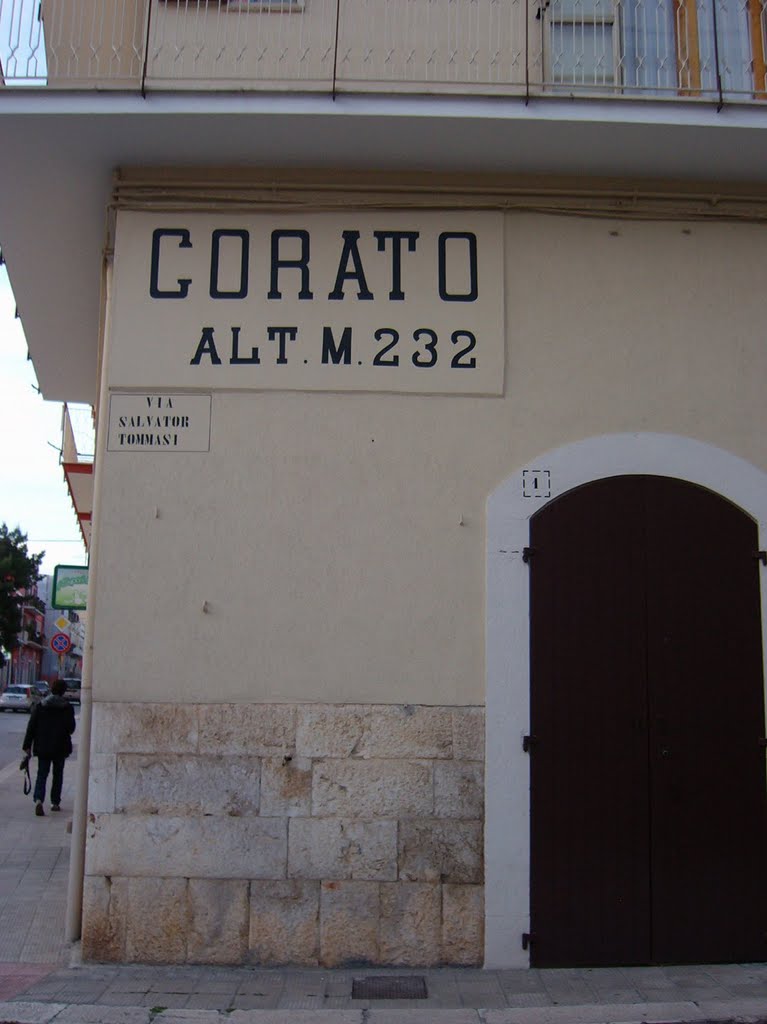 CORATO
ALT. M. 232
VIA
SALVATOR
TOMMASI
1